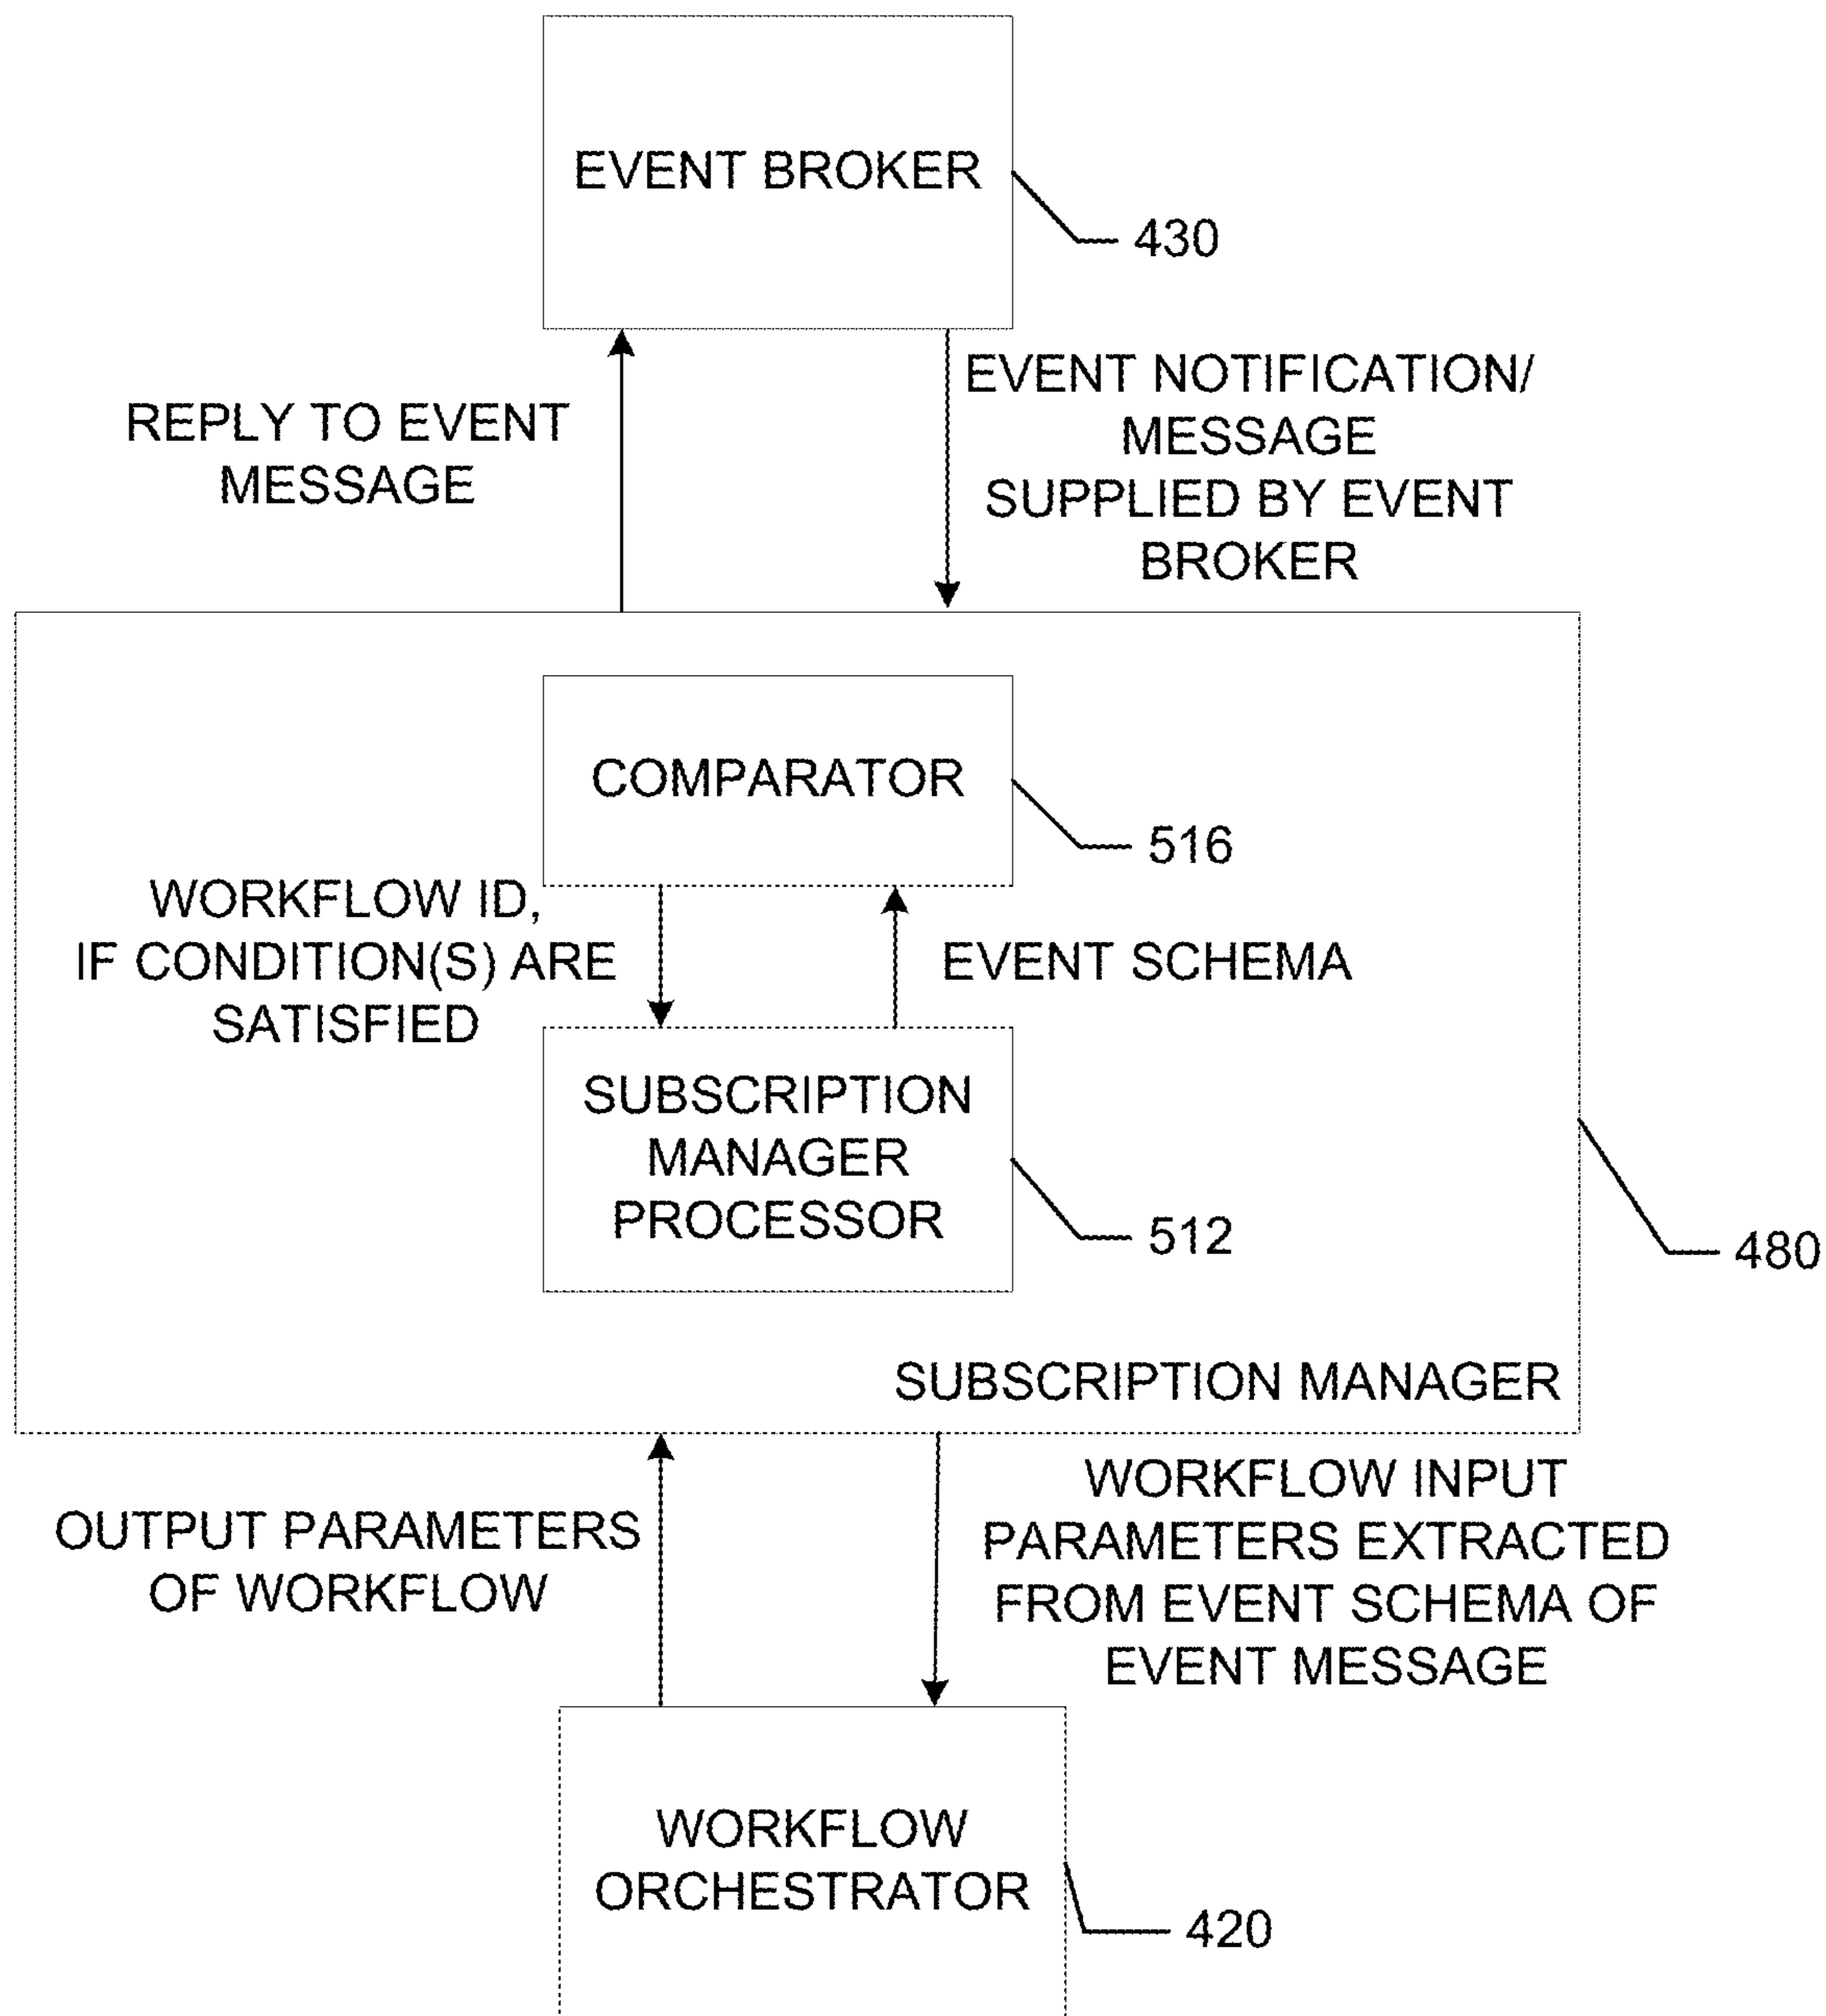 EVENT BROKER
430
REPLY TO EVENT
MESSAGE
EVENT NOTIFICATION/
MESSAGE
SUPPLIED BY EVENT
BROKER
COMPARATOR
516
WORKFLOW ID,
IF CONDITION(S) ARE
SATISFIED
EVENT SCHEMA
SUBSCRIPTION
MANAGER
PROCESSOR
512
480
SUBSCRIPTION MANAGER
OUTPUT PARAMETERS
OF WORKFLOW
WORKFLOW INPUT
PARAMETERS EXTRACTED
FROM EVENT SCHEMA OF
EVENT MESSAGE
WORKFLOW
ORCHESTRATOR
420